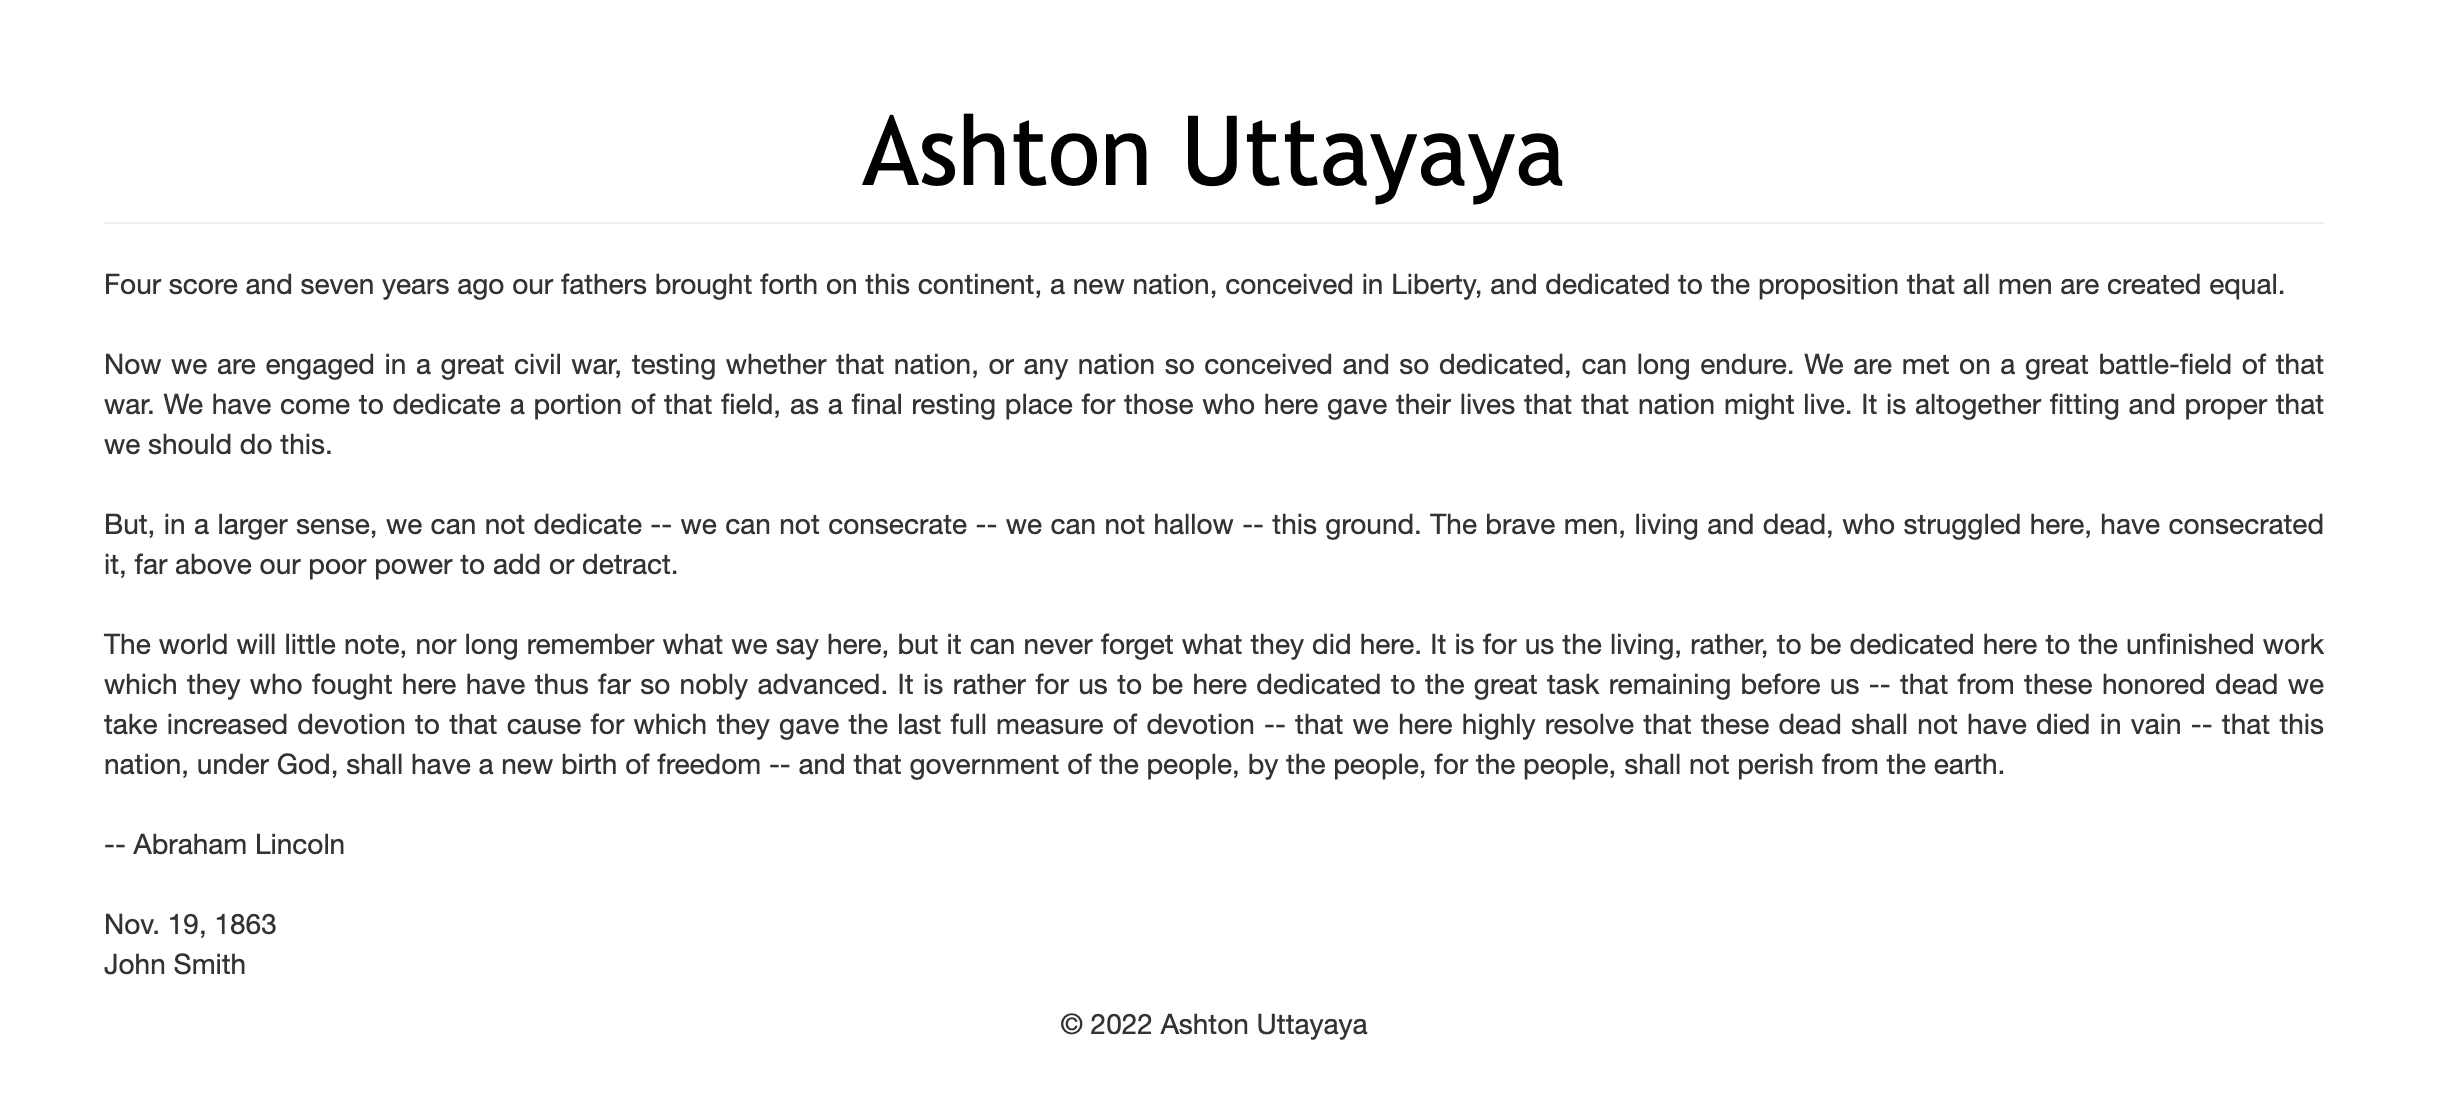 Ashton Uttayaya
Four score and seven years ago our fathers brought forth on this continent, a new nation, conceived in Liberty, and dedicated to the proposition that all men are created equal.
Now we are engaged in a great civil war, testing whether that nation, or any nation so conceived and so dedicated, can long endure. We are met on a great battle-field of that
war. We have come to dedicate a portion of that field, as a final resting place for those who here gave their lives that that nation might live. It is altogether fitting and proper that
we should do this.
But, in a larger sense, we can not dedicate -- we can not consecrate -- we can not hallow -- this ground. The brave men, living and dead, who struggled here, have consecrated
it, far above our poor power to add or detract.
The world will little note, nor long remember what we say here, but it can never forget what they did here. It is for us the living, rather, to be dedicated here to the unfinished work
which they who fought here have thus far so nobly advanced. It is rather for us to be here dedicated to the great task remaining before us -- that from these honored dead we
take increased devotion to that cause for which they gave the last full measure of devotion -- that we here highly resolve that these dead shall not have died in vain -- that this
nation, under God, shall have a new birth of freedom -- and that government of the people, by the people, for the people, shall not perish from the earth.
-- Abraham Lincoln
Nov. 19, 1863
John Smith
© 2022 Ashton Uttayaya